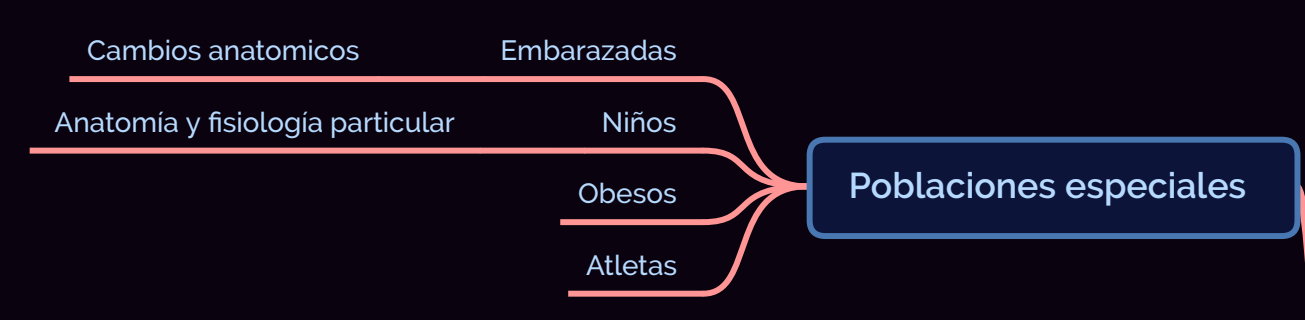 Cambios anatomicos
Embarazadas
Anatomía y fisiología particular
Niños
Obesos
Atletas
Poblaciones especiales